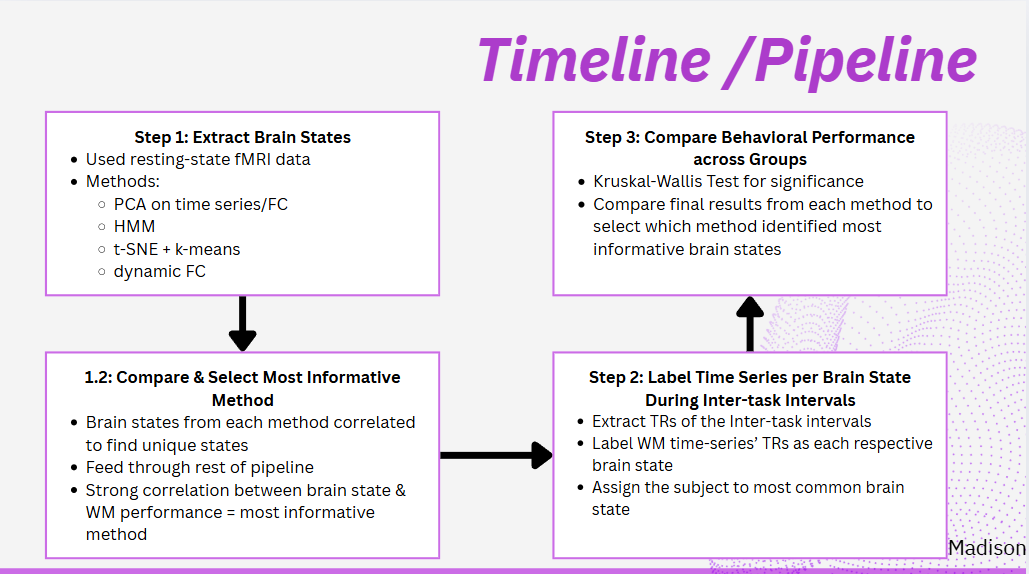 Timeline /Pipeline
Step 1: Extract Brain States
• Used resting-state fMRI data
• Methods:
○ PCA on time series/FC
○ HMM
○ t-SNE + k-means
○ dynamic FC
1.2: Compare & Select Most Informative
Method
• Brain states from each method correlated
to find unique states
• Feed through rest of pipeline
• Strong correlation between brain state &
WM performance = most informative
method
Step 2: Label Time Series per Brain State
During Inter-task Intervals
• Extract TRs of the Inter-task intervals
• Label WM time-series’ TRs as each respective
brain state
• Assign the subject to most common brain
state
Step 3: Compare Behavioral Performance
across Groups
• Kruskal-Wallis Test for significance
• Compare final results from each method to
select which method identified most
informative brain states
Madison